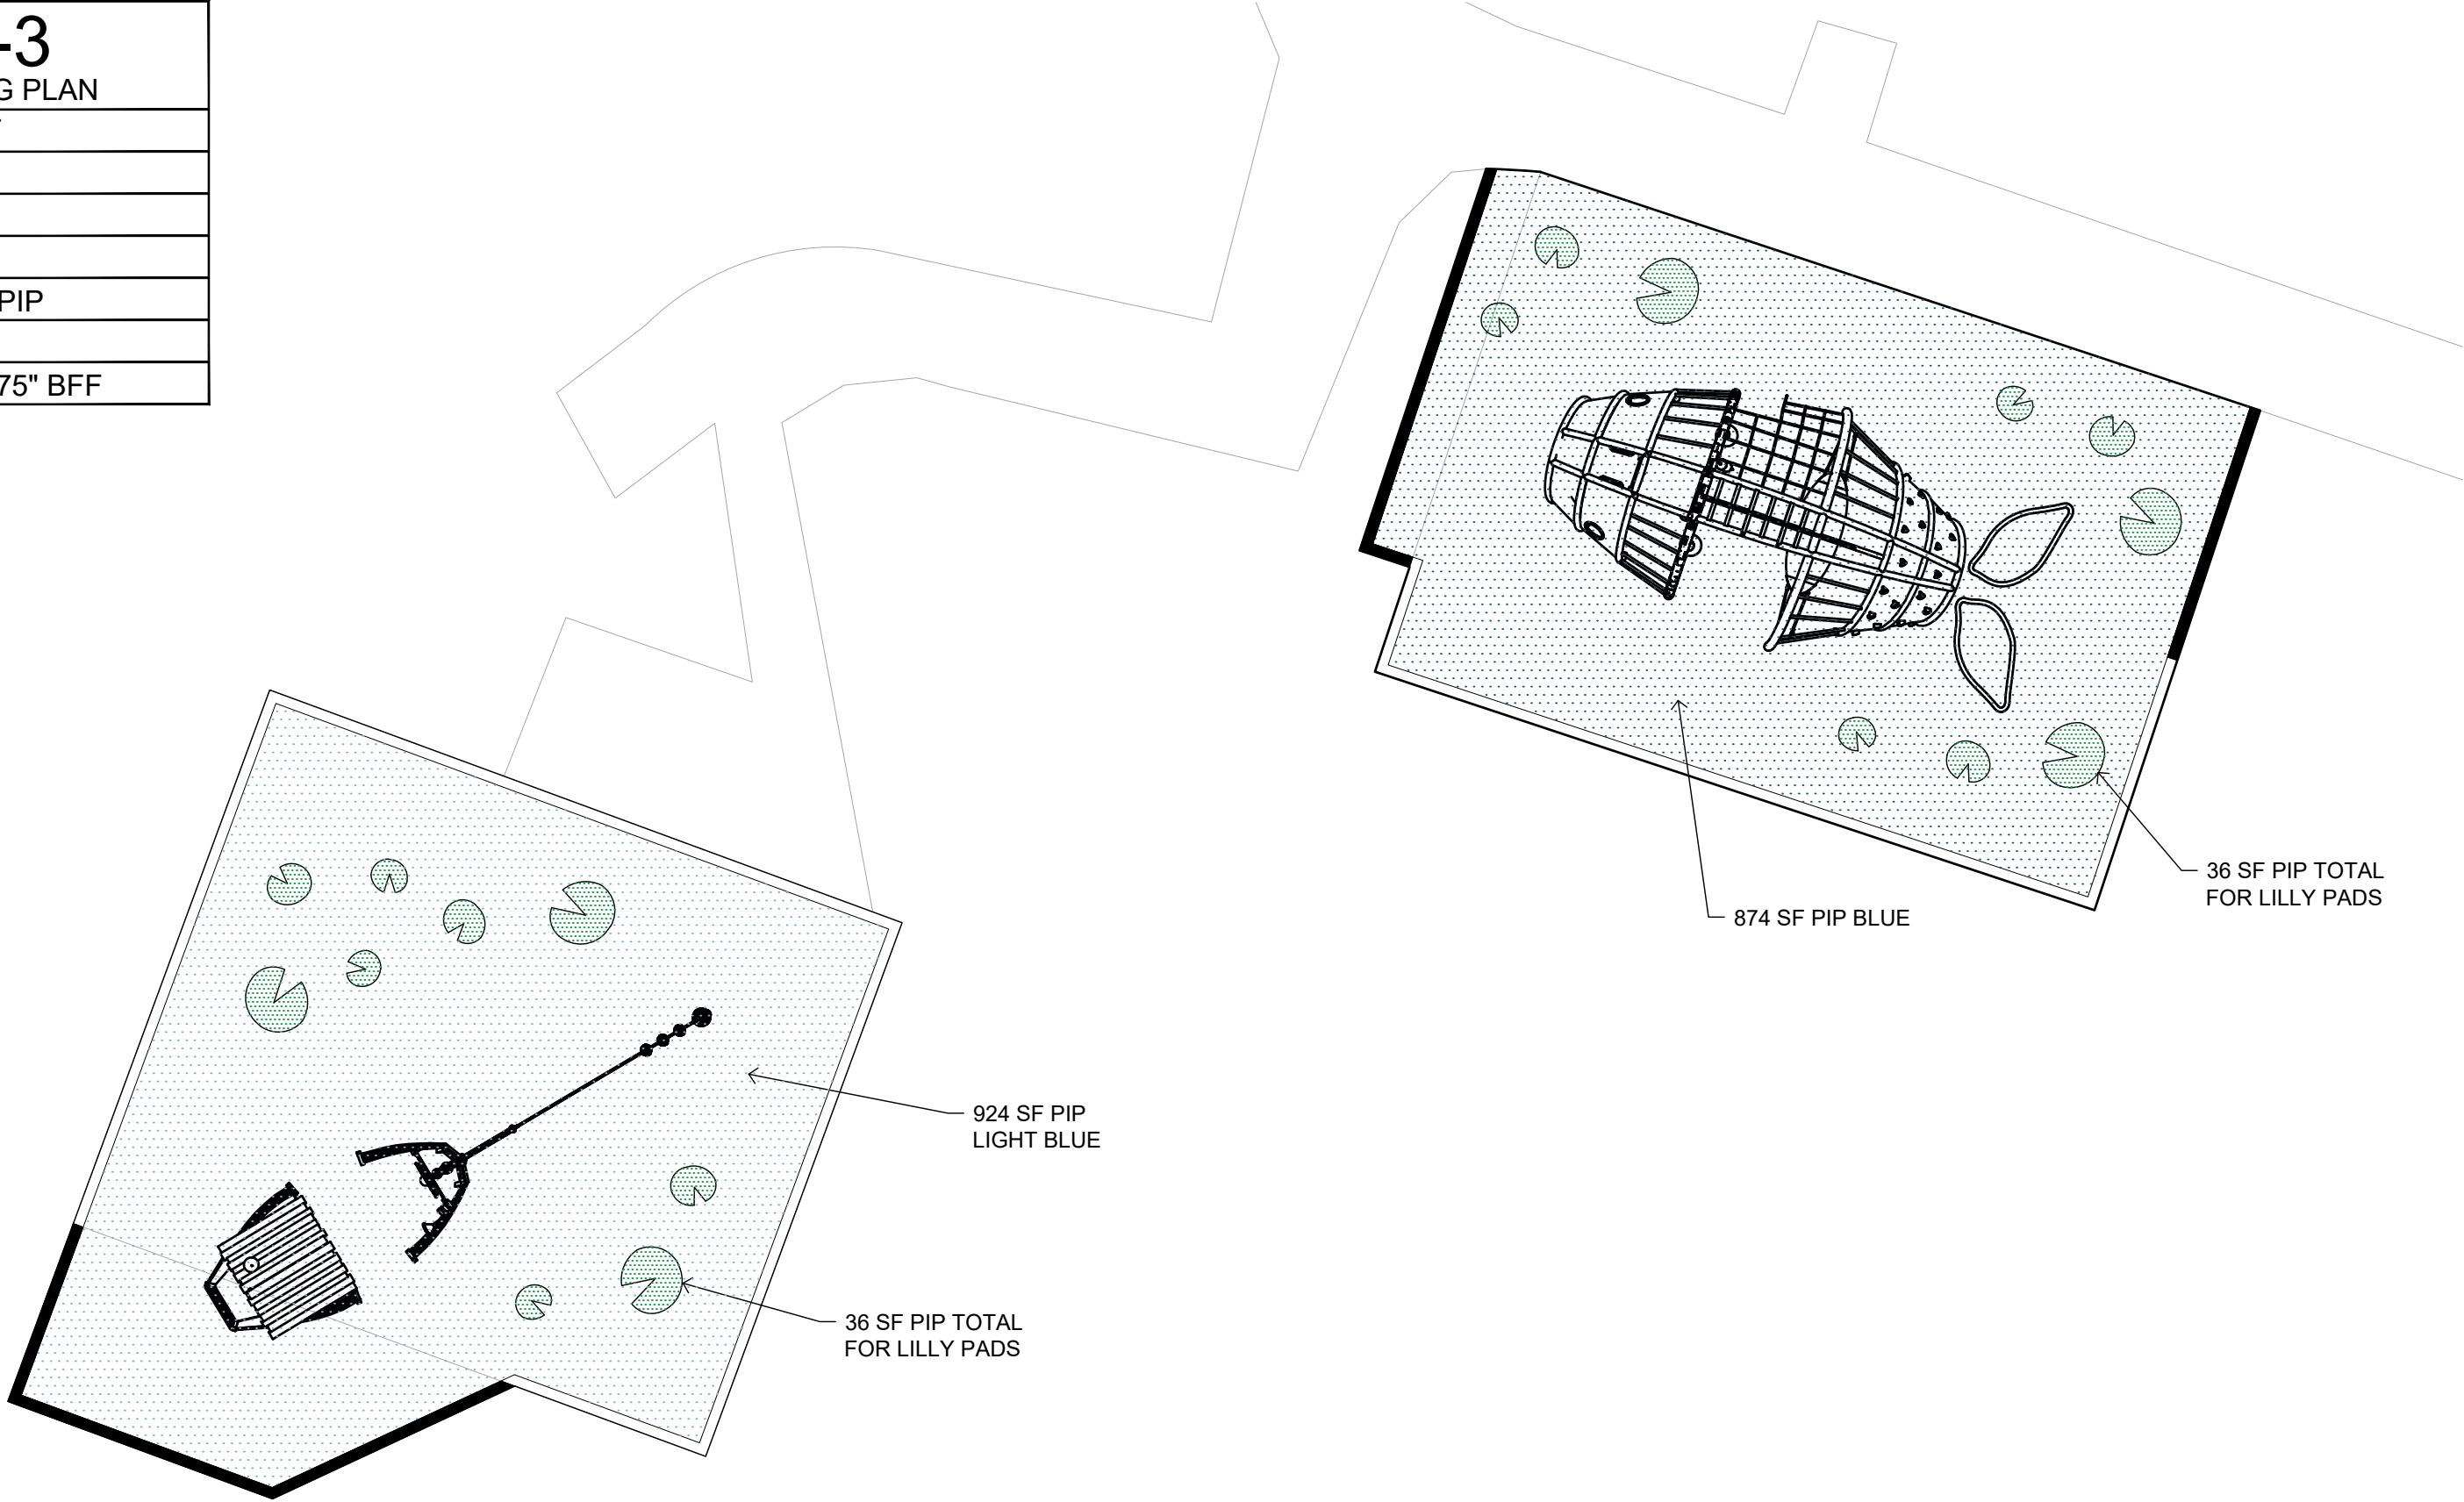 -3
G PLAN
PIP
75" BFF
874 SF PIP BLUE
36 SF PIP TOTAL
FOR LILLY PADS
924 SF PIP
LIGHT BLUE
36 SF PIP TOTAL
FOR LILLY PADS